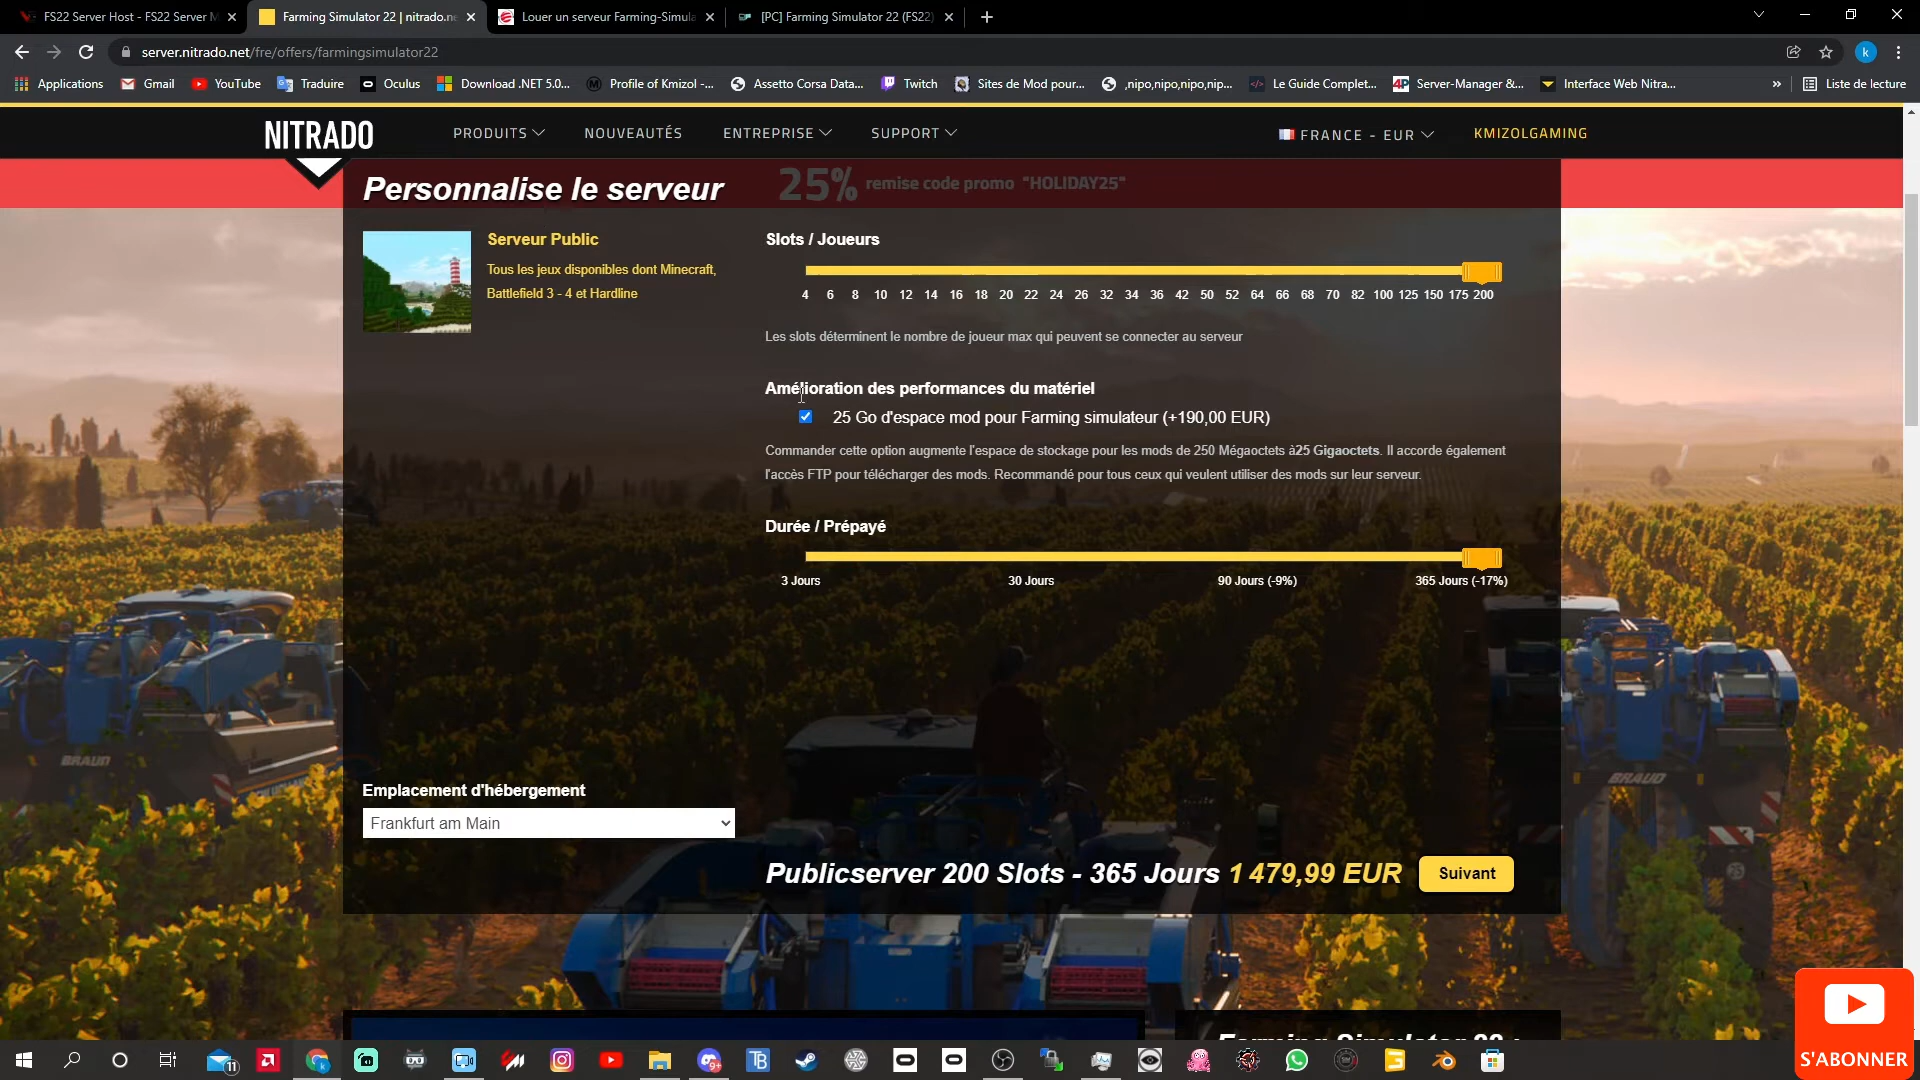 FS22 Server Host - FS22 Server M
Farming Simulator 22 | nitrado.ne
Louer un serveur Farming-Simula
[PC] Farming Simulator 22 (FS22)
server.nitrado.net/fre/offers/farmingsimulator22
k
Applications
Gmail
YouTube
Traduire
Oculus
Download .NET 5.0...
Profile of Kmizol -...
Assetto Corsa Data...
Twitch
Sites de Mod pour...
,nipo,nipo,nipo,nip...
Le Guide Complet...
4P
Server-Manager &...
Interface Web Nitra...
»
Liste de lecture
NITRADO
PRODUITS
NOUVEAUTÉS
ENTREPRISE
SUPPORT
FRANCE - EUR
KMIZOLGAMING
Personnalise le serveur
25% remise code promo "HOLIDAY25"
Serveur Public
Tous les jeux disponibles dont Minecraft,
Battlefield 3 - 4 et Hardline
Slots / Joueurs
4 6 8 10 12 14 16 18 20 22 24 26 32 34 36 42 50 52 64 66 68 70 82 100 125 150 175 200
Les slots déterminent le nombre de joueur max qui peuvent se connecter au serveur
Amélioration des performances du matériel
25 Go d'espace mod pour Farming simulateur (+190,00 EUR)
Commander cette option augmente l'espace de stockage pour les mods de 250 Mégaoctets à25 Gigaoctets. Il accorde également
l'accès FTP pour télécharger des mods. Recommandé pour tous ceux qui veulent utiliser des mods sur leur serveur.
Durée / Prépayé
3 Jours
30 Jours
90 Jours (-9%)
365 Jours (-17%)
BRAUD
BRAUD
Emplacement d'hébergement
Frankfurt am Main
Publicserver 200 Slots - 365 Jours 1 479,99 EUR
Suivant
S'ABONNER
11
k
9+
TB